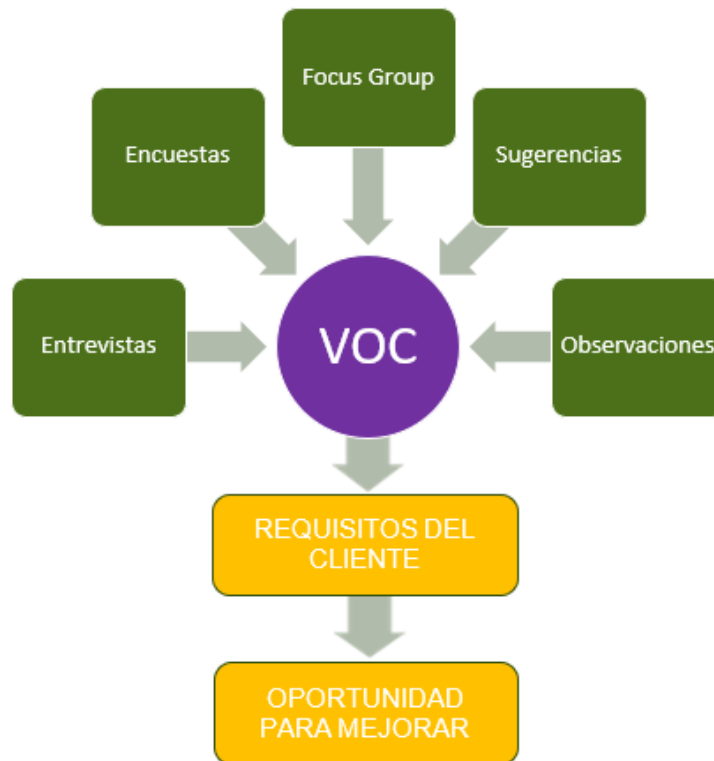 Focus Group
Encuestas
Sugerencias
Entrevistas
VOC
Observaciones
REQUISITOS DEL
CLIENTE
OPORTUNIDAD
PARA MEJORAR